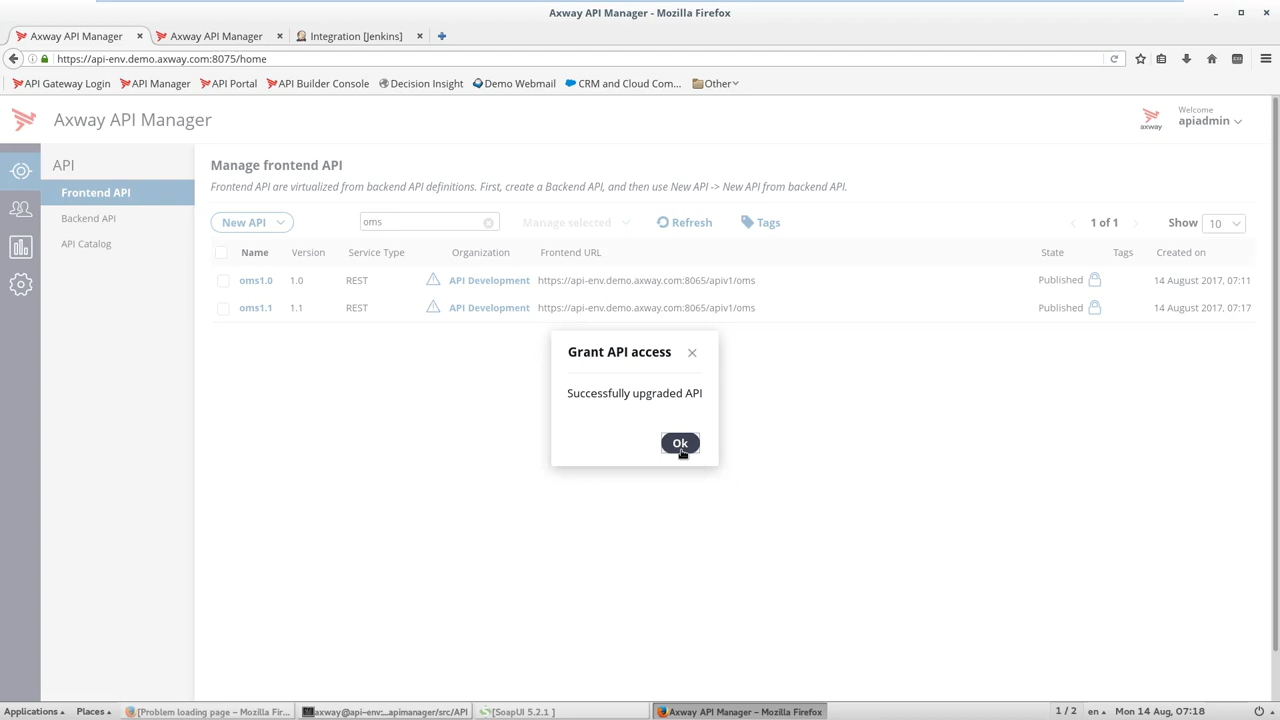 Axway API Manager - Mozilla Firefox
Axway API Manager × Axway API Manager × Integration [Jenkins] ×
https://api-env.demo.axway.com:8075/home
API Gateway Login API Manager API Portal API Builder Console Decision Insight Demo Webmail CRM and Cloud Com... Other
Axway API Manager
axway
Welcome
apiadmin
API
Frontend API
Backend API
API Catalog
Manage frontend API
Frontend API are virtualized from backend API definitions. First, create a Backend API, and then use New API -> New API from backend API.
New API oms Manage selected Refresh Tags 1 of 1 Show 10
Name Version Service Type Organization Frontend URL State Tags Created on
oms1.0 1.0 REST API Development https://api-env.demo.axway.com:8065/apiv1/oms Published 14 August 2017, 07:11
oms1.1 1.1 REST API Development https://api-env.demo.axway.com:8065/apiv1/oms Published 14 August 2017, 07:17
Grant API access
Successfully upgraded API
Ok
Applications Places [Problem loading page – Mozilla Fir... axway@api-env:...apimanager/src/API [SoapUI 5.2.1 ] Axway API Manager – Mozilla Firefox 1 / 2 en Mon 14 Aug, 07:18